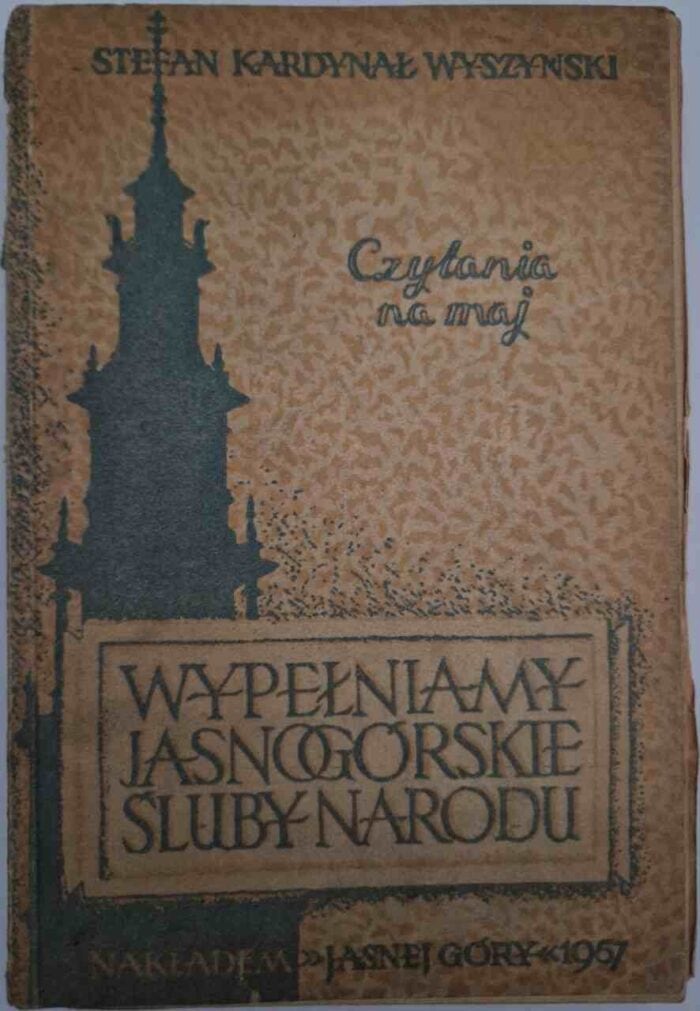 STEFAN KARDYNAŁ WYSZYŃSKI
Czytania
na maj
WYPEŁNIAMY
JASNOGÓRSKIE
ŚLUBY NARODU
NAKŁADEM »JASNEJ GÓRY« 1957